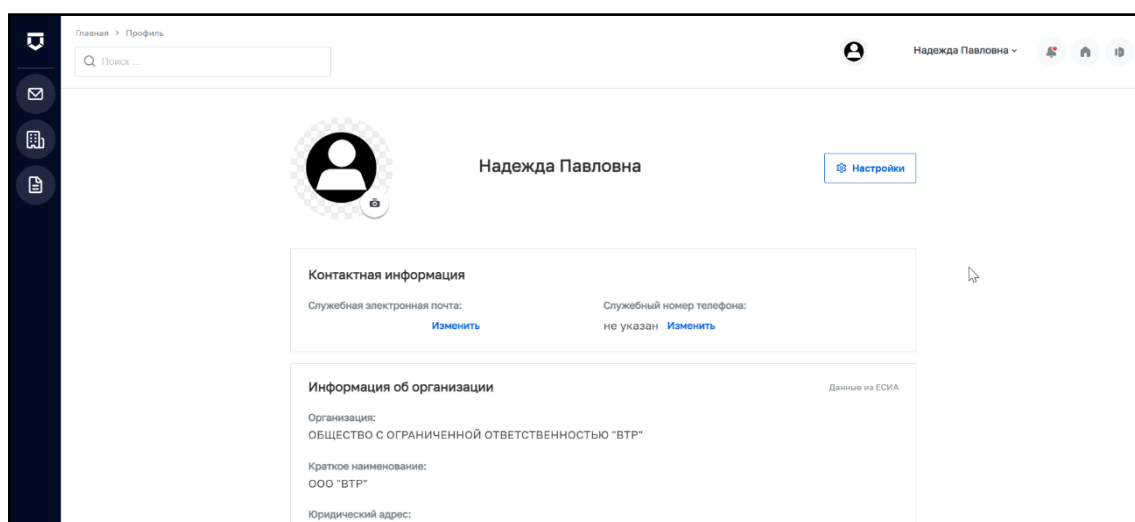 Главная > Профиль
Поиск ...
Надежда Павловна
Надежда Павловна
Настройки
Контактная информация
Служебная электронная почта:
Служебный номер телефона:
Изменить
не указан Изменить
Информация об организации
Данные из ЕСИА
Организация:
ОБЩЕСТВО С ОГРАНИЧЕННОЙ ОТВЕТСТВЕННОСТЬЮ "ВТР"
Краткое наименование:
ООО "ВТР"
Юридический адрес: